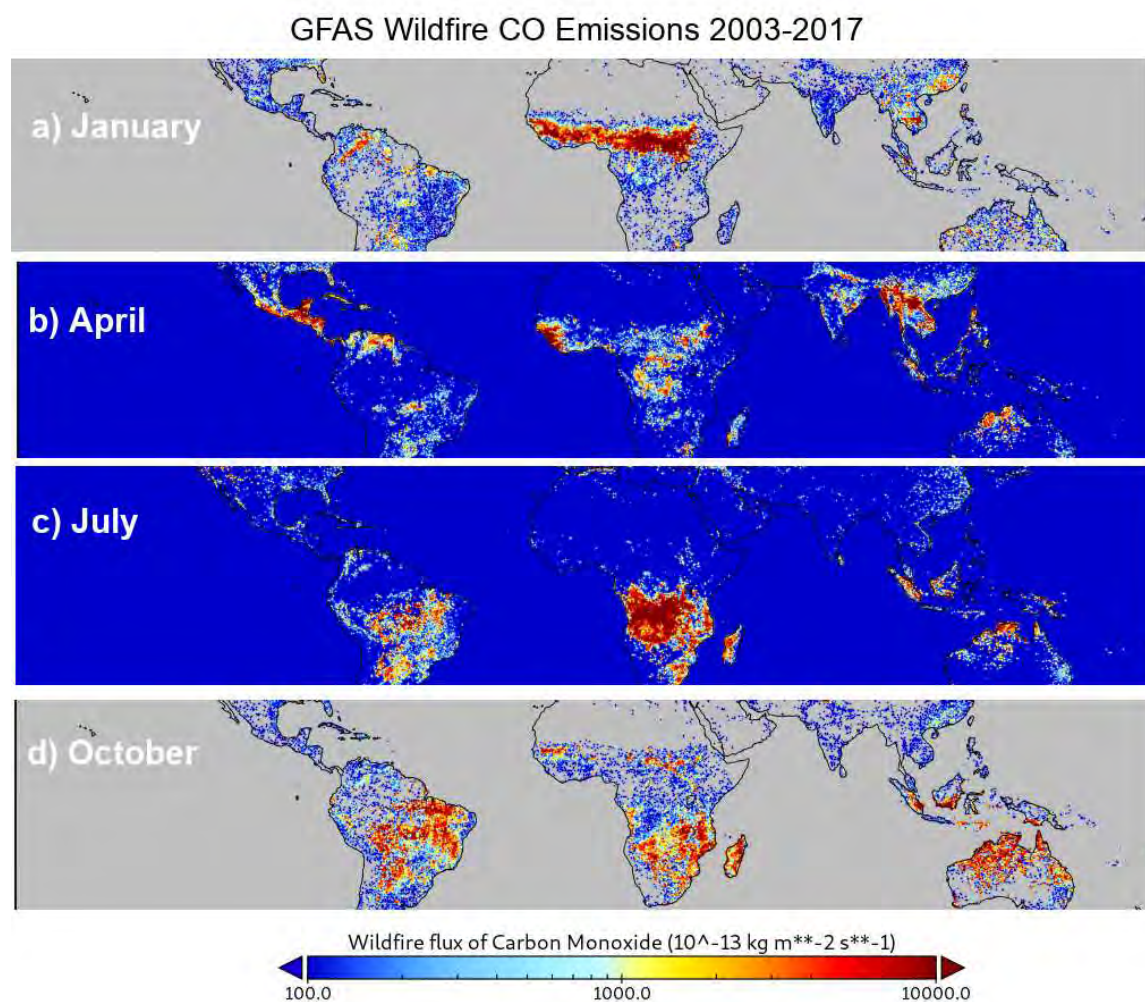 GFAS Wildfire CO Emissions 2003-2017
a) January
b) April
c) July
d) October
Wildfire flux of Carbon Monoxide (10^-13 kg m**-2 s**-1)
100.0 1000.0 10000.0